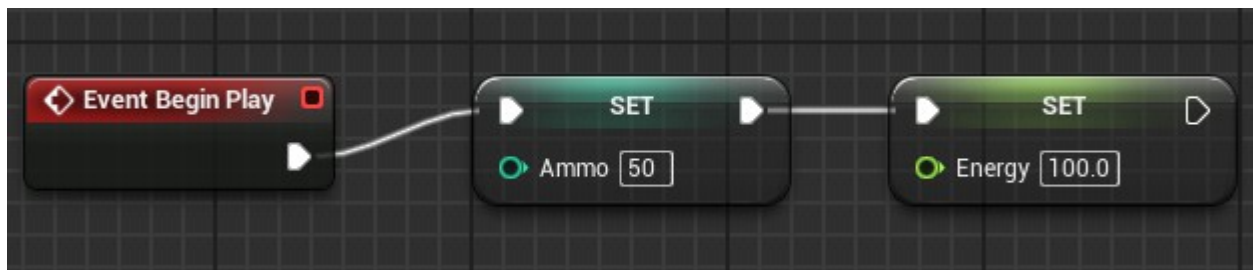 Event Begin Play
SET
Ammo 50
SET
Energy 100.0